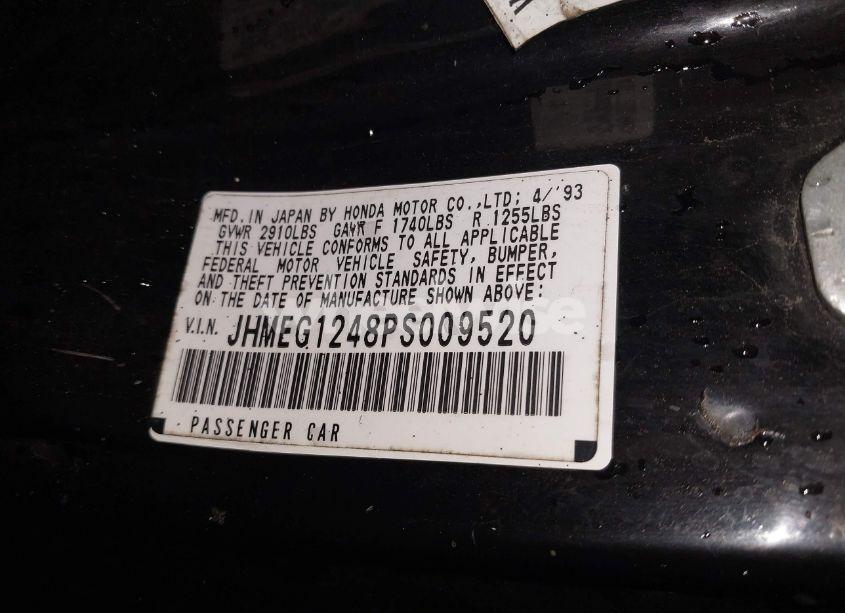 MFD. IN JAPAN BY HONDA MOTOR CO.,LTD; 4/'93
GVWR 2910LBS GAWR F 1740LBS R 1255LBS
THIS VEHICLE CONFORMS TO ALL APPLICABLE
FEDERAL MOTOR VEHICLE SAFETY, BUMPER,
AND THEFT PREVENTION STANDARDS IN EFFECT
ON THE DATE OF MANUFACTURE SHOWN ABOVE:
V.I.N. JHMEG1248PS009520
PASSENGER CAR